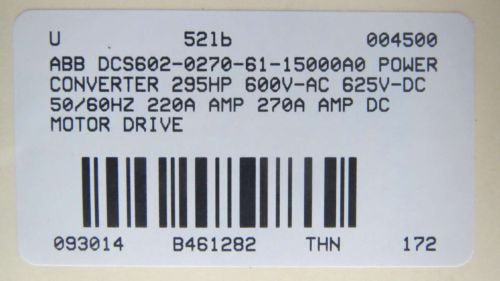 U 52lb 004500
ABB DCS602-0270-61-15000A0 POWER
CONVERTER 295HP 600V-AC 625V-DC
50/60HZ 220A AMP 270A AMP DC
MOTOR DRIVE
093014 B461282 THN 172